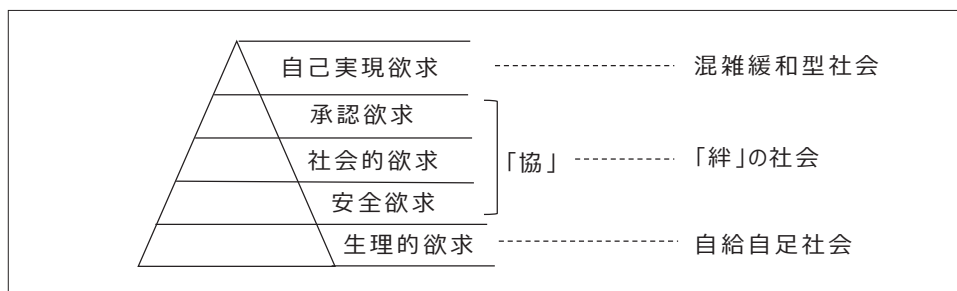 自己実現欲求 混雑緩和型社会
承認欲求
社会的欲求 「協」 「絆」の社会
安全欲求
生理的欲求 自給自足社会